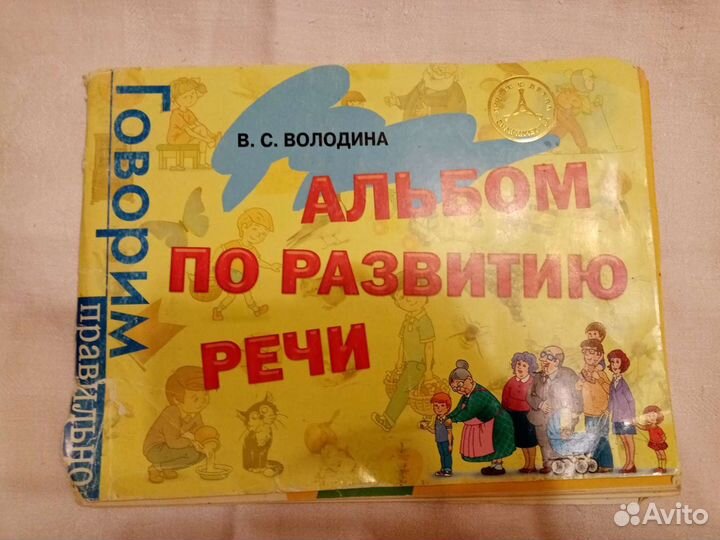 Говорим
правильно
В. С. ВОЛОДИНА
АЛЬБОМ
ПО РАЗВИТИЮ
РЕЧИ
Avito